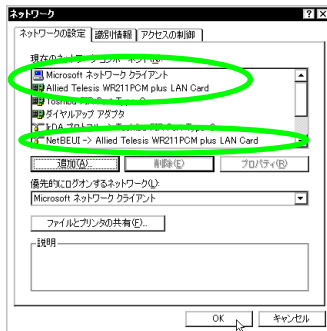 ネットワーク
ネットワークの設定 識別情報 アクセスの制御
現在のネットワーク コンポーネント(N):
Microsoft ネットワーク クライアント
Allied Telesis WR211PCM plus LAN Card
Toshiba FIR Port Type-O
ダイヤルアップ アダプタ
NetBEUI -> Allied Telesis WR211PCM plus LAN Card
追加(A)... 削除(E) プロパティ(R)
優先的にログオンするネットワーク(L):
Microsoft ネットワーク クライアント
ファイルとプリンタの共有(F)...
説明
OK キャンセル